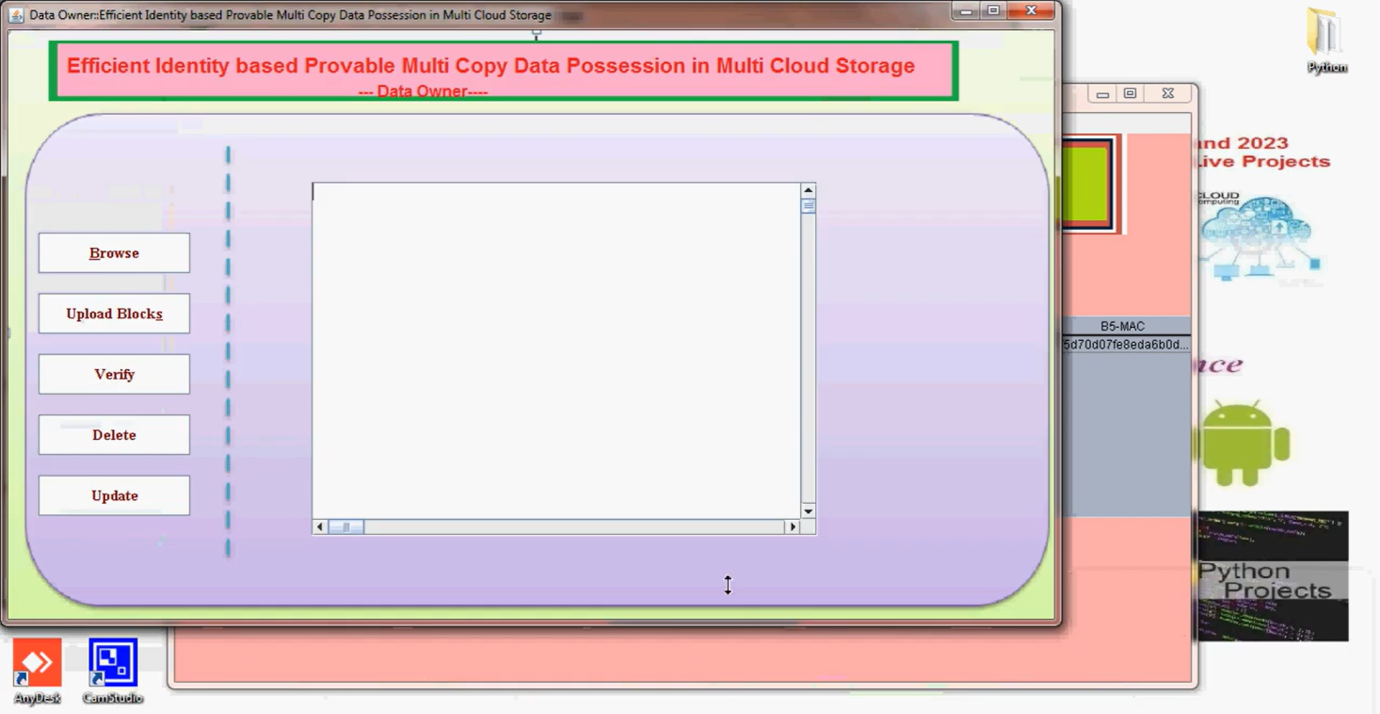 Data Owner::Efficient Identity based Provable Multi Copy Data Possession in Multi Cloud Storage
Efficient Identity based Provable Multi Copy Data Possession in Multi Cloud Storage
--- Data Owner----
Browse
Upload Blocks
Verify
Delete
Update
Python
nd 2023
Live Projects
CLOUD
computing
B5-MAC
5d70d07fe8eda6b0d...
nce
Python
Projects
AnyDesk
CamStudio